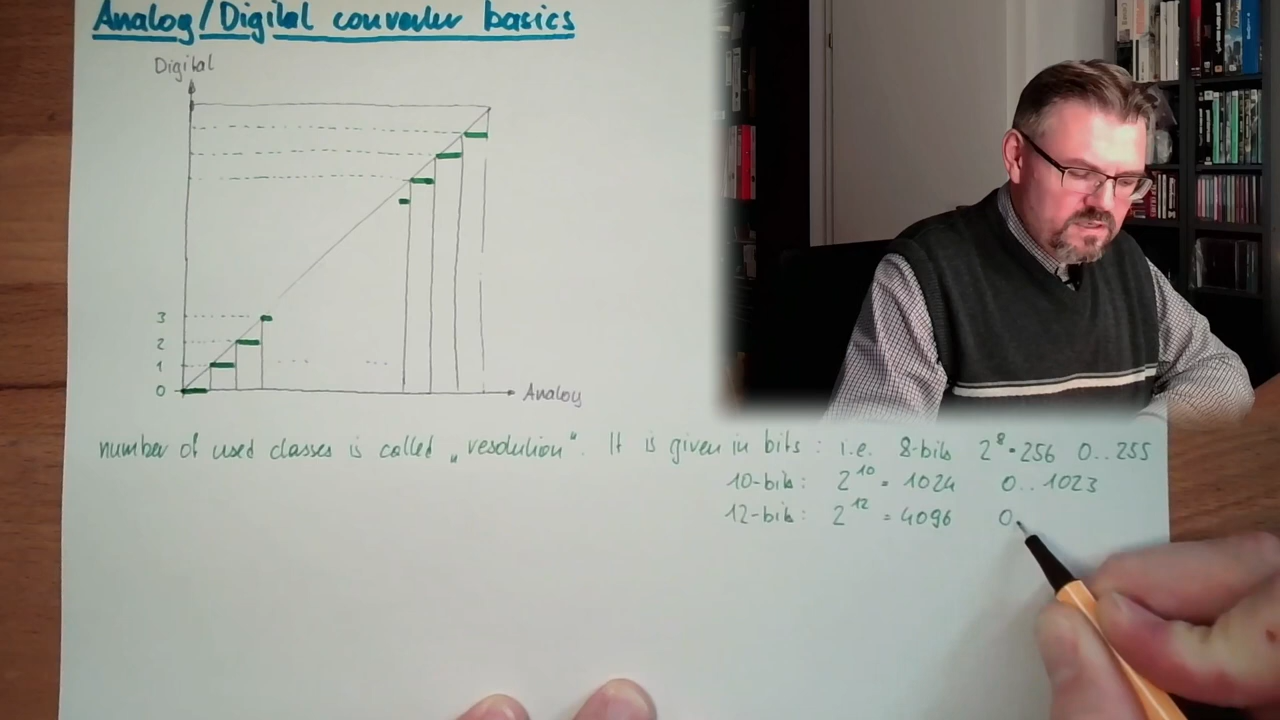 Analog/Digital converter basics
Digital
3
2
1
0
Analog
number of used classes is called „resolution". It is given in bits : i.e. 8-bits 2^8 = 256 0..255
10-bits: 2^10 = 1024 0..1023
12-bits: 2^12 = 4096 0.